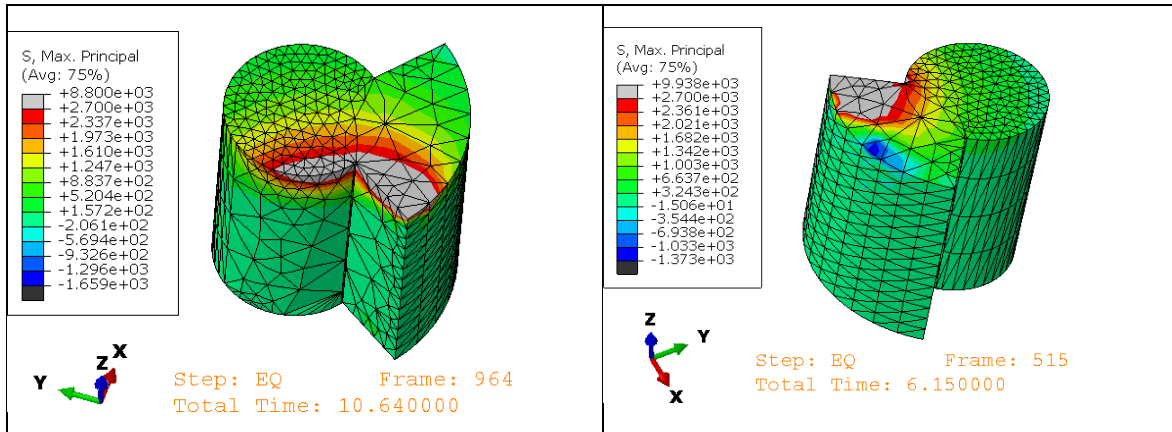 S, Max. Principal
(Avg: 75%)
+8.800e+03
+2.700e+03
+2.337e+03
+1.973e+03
+1.610e+03
+1.247e+03
+8.837e+02
+5.204e+02
+1.572e+02
-2.061e+02
-5.694e+02
-9.326e+02
-1.296e+03
-1.659e+03
X
Z
Y
Step: EQ Frame: 964
Total Time: 10.640000
S, Max. Principal
(Avg: 75%)
+9.938e+03
+2.700e+03
+2.361e+03
+2.021e+03
+1.682e+03
+1.342e+03
+1.003e+03
+6.637e+02
+3.243e+02
-1.506e+01
-3.544e+02
-6.938e+02
-1.033e+03
-1.373e+03
Z
Y
X
Step: EQ Frame: 515
Total Time: 6.150000